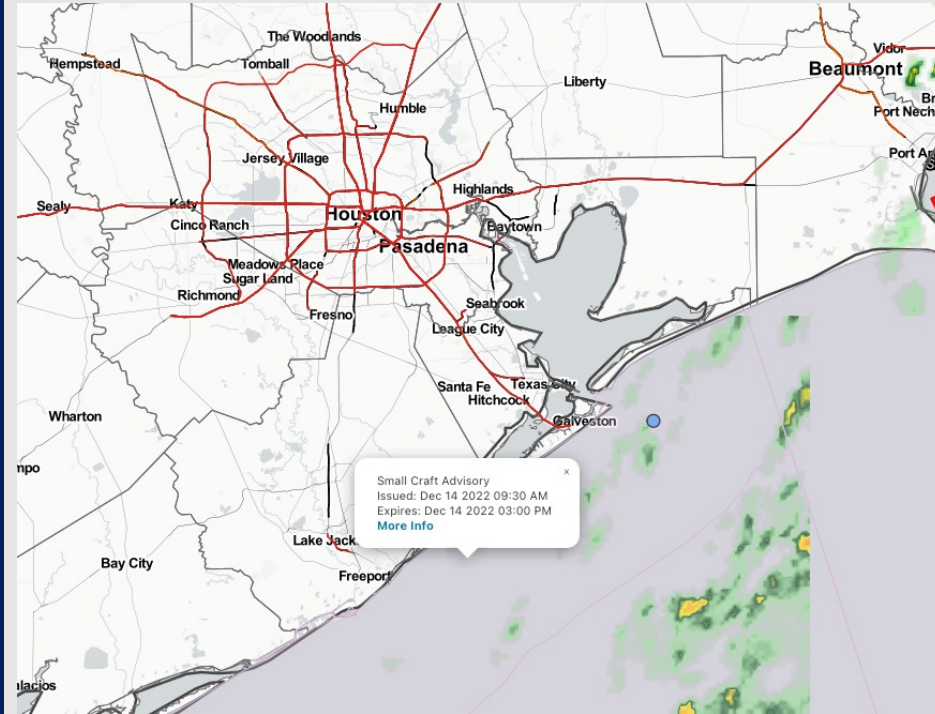 The Woodlands
Hempstead
Tomball
Vidor
Beaumont
Liberty
Humble
Port Nech
Jersey Village
Port Ar
Highlands
Sealy
Katy
Houston
Cinco Ranch
Baytown
Pasadena
Meadows Place
Sugar Land
Richmond
Seabrook
Fresno
League City
Santa Fe
Texas City
Hitchcock
Wharton
Galveston
mpo
Small Craft Advisory
×
Issued: Dec 14 2022 09:30 AM
Expires: Dec 14 2022 03:00 PM
More Info
Lake Jack
Bay City
Freeport
alacios